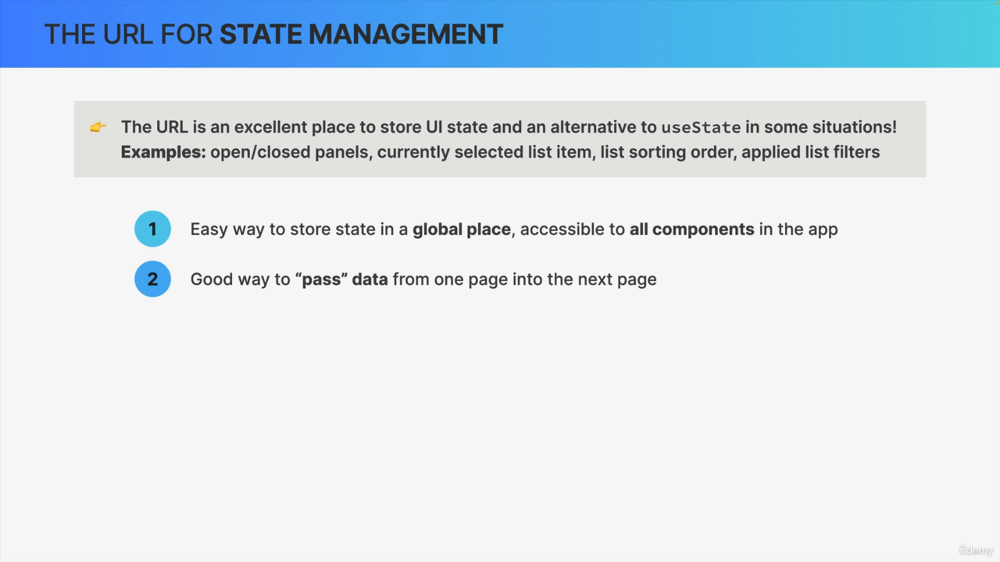 THE URL FOR STATE MANAGEMENT
👉 The URL is an excellent place to store UI state and an alternative to useState in some situations!
Examples: open/closed panels, currently selected list item, list sorting order, applied list filters
1 Easy way to store state in a global place, accessible to all components in the app
2 Good way to “pass” data from one page into the next page
ûdemy